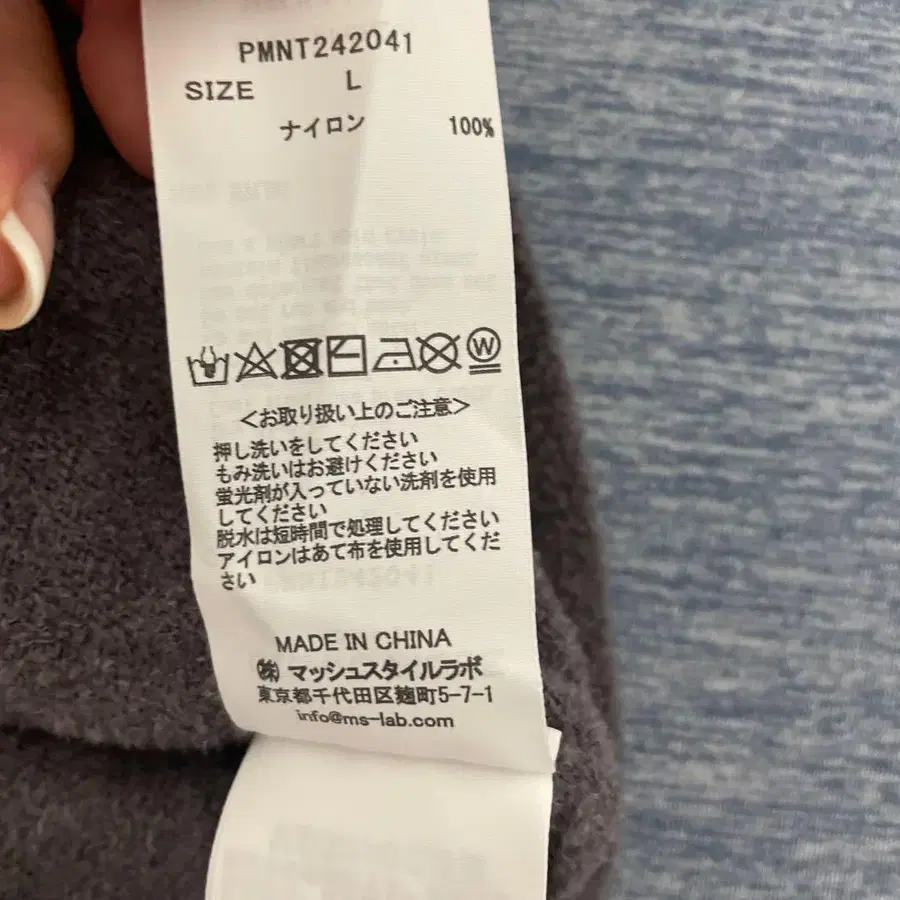 PMNT242041
SIZE L
ナイロン 100%
W
<お取り扱い上のご注意>
押し洗いをしてください
もみ洗いはお避けください
蛍光剤が入っていない洗剤を使用
してください
脱水は短時間で処理してください
アイロンはあて布を使用してくだ
さい
MADE IN CHINA
㈱ マッシュスタイルラボ
東京都千代田区麹町5-7-1
info@ms-lab.com